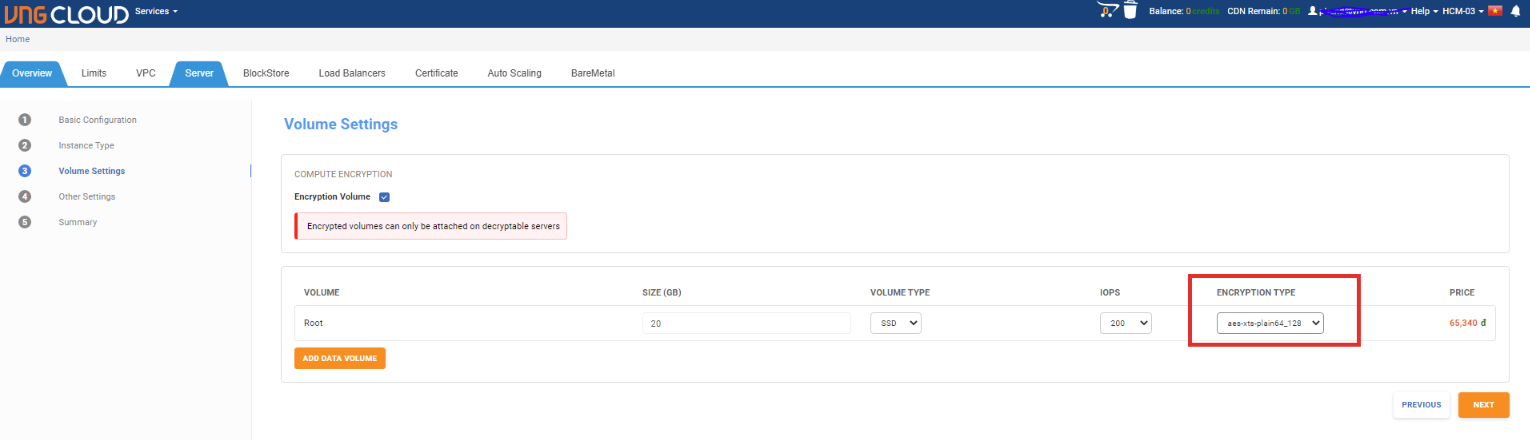 VNG CLOUD Services 0 Balance: 0 credits CDN Remain: 0 GB Help HCM-03
Home
Overview Limits VPC Server BlockStore Load Balancers Certificate Auto Scaling BareMetal
1 Basic Configuration
2 Instance Type
3 Volume Settings
4 Other Settings
5 Summary
Volume Settings
COMPUTE ENCRYPTION
Encryption Volume
Encrypted volumes can only be attached on decryptable servers
VOLUME SIZE (GB) VOLUME TYPE IOPS ENCRYPTION TYPE PRICE
Root 20 SSD 200 aes-xts-plain64_128 65,340 đ
ADD DATA VOLUME
PREVIOUS NEXT